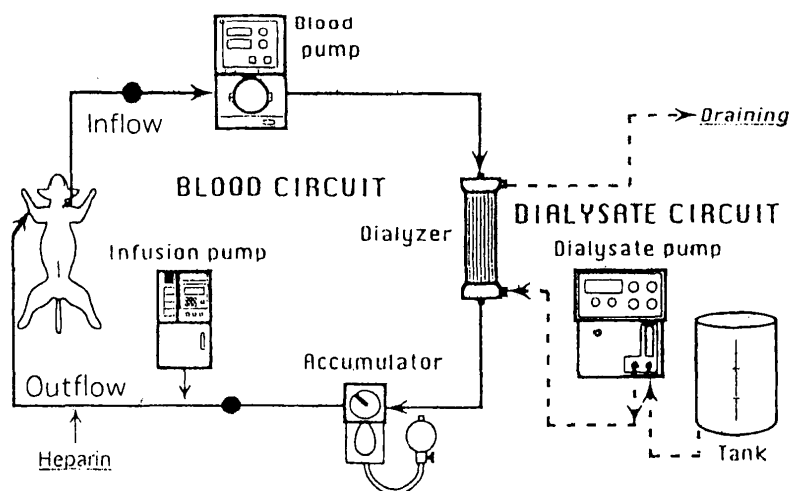 Blood
pump
Inflow
Draining
BLOOD CIRCUIT
DIALYSATE CIRCUIT
Dialyzer
Infusion pump
Dialysate pump
Accumulator
Outflow
Heparin
Tank